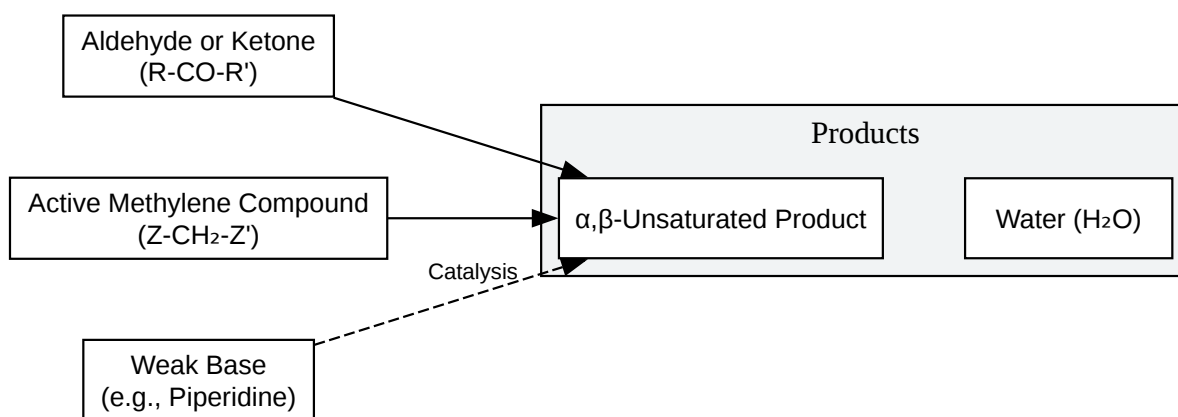 Aldehyde or Ketone
(R-CO-R')
Products
Active Methylene Compound
(Z-CH₂-Z')
α,β-Unsaturated Product
Water (H₂O)
Catalysis
Weak Base
(e.g., Piperidine)